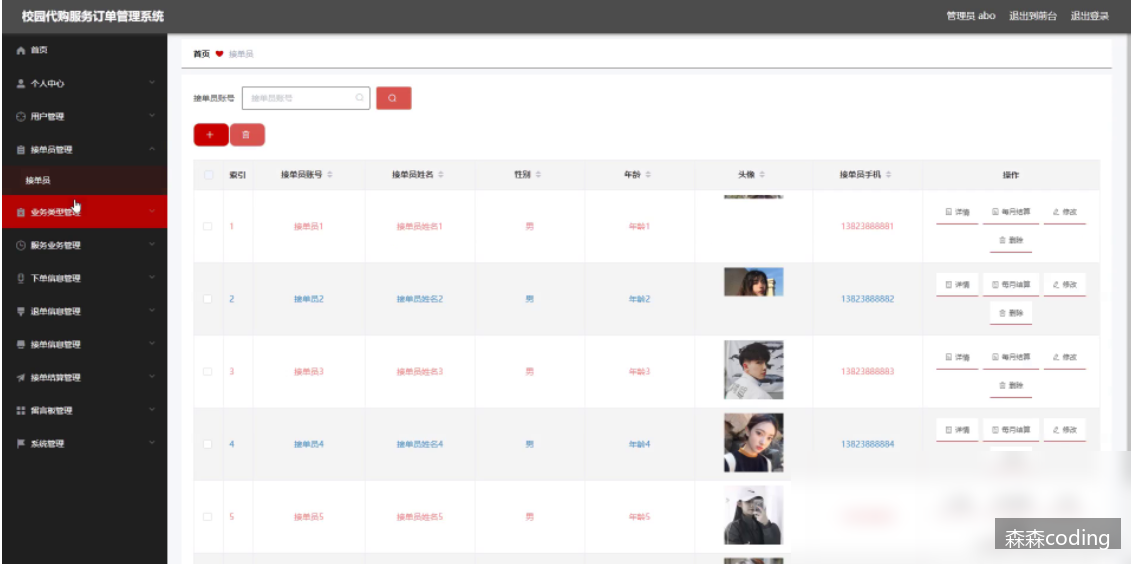 校园代购服务订单管理系统
管理员 abo 退出到前台 退出登录
首页
个人中心
用户管理
接单员管理
接单员
业务类型管理
服务业务管理
下单信息管理
退单信息管理
接单信息管理
接单结算管理
留言板管理
系统管理
首页 接单员
接单员账号 接单员账号
索引 接单员账号 接单员姓名 性别 年龄 头像 接单员手机 操作
1 接单员1 接单员姓名1 男 年龄1 13823888881 详情 每月结算 修改
删除
2 接单员2 接单员姓名2 男 年龄2 13823888882 详情 每月结算 修改
删除
3 接单员3 接单员姓名3 男 年龄3 13823888883 详情 每月结算 修改
删除
4 接单员4 接单员姓名4 男 年龄4 13823888884 详情 每月结算 修改
5 接单员5 接单员姓名5 男 年龄5
森森coding